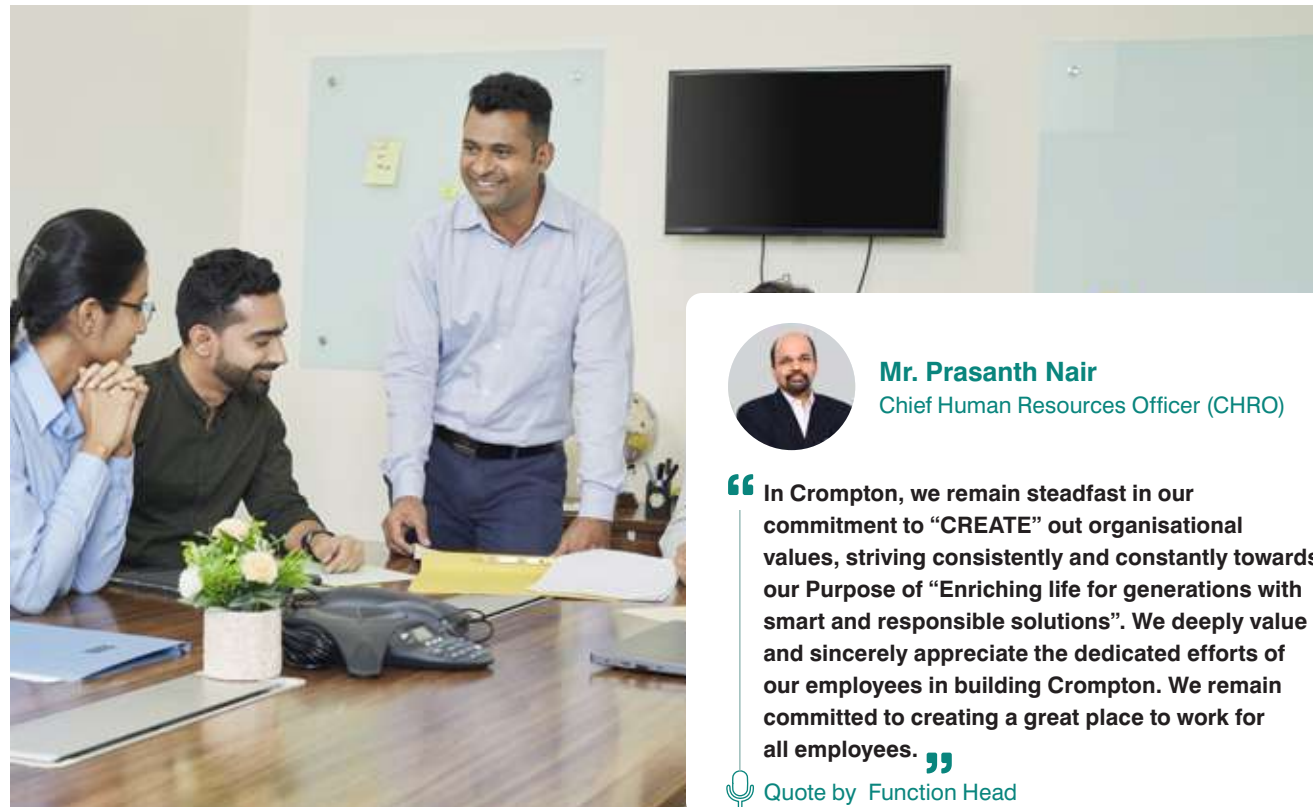 Mr. Prasanth Nair
Chief Human Resources Officer (CHRO)
“ In Crompton, we remain steadfast in our
commitment to “CREATE” out organisational
values, striving consistently and constantly towards
our Purpose of “Enriching life for generations with
smart and responsible solutions”. We deeply value
and sincerely appreciate the dedicated efforts of
our employees in building Crompton. We remain
committed to creating a great place to work for
all employees. ”
Quote by Function Head